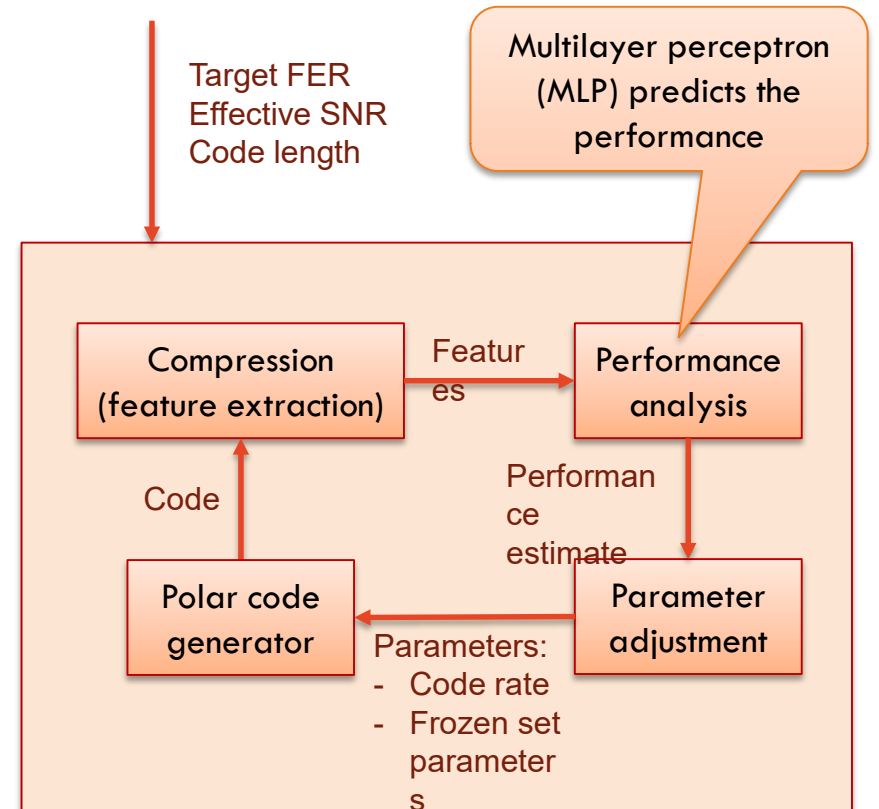 Target FER
Effective SNR
Code length
Multilayer perceptron
(MLP) predicts the
performance
Compression
(feature extraction)
Featur
es
Performance
analysis
Code
Performan
ce
estimate
Polar code
generator
Parameters:
- Code rate
- Frozen set
parameter
s
Parameter
adjustment